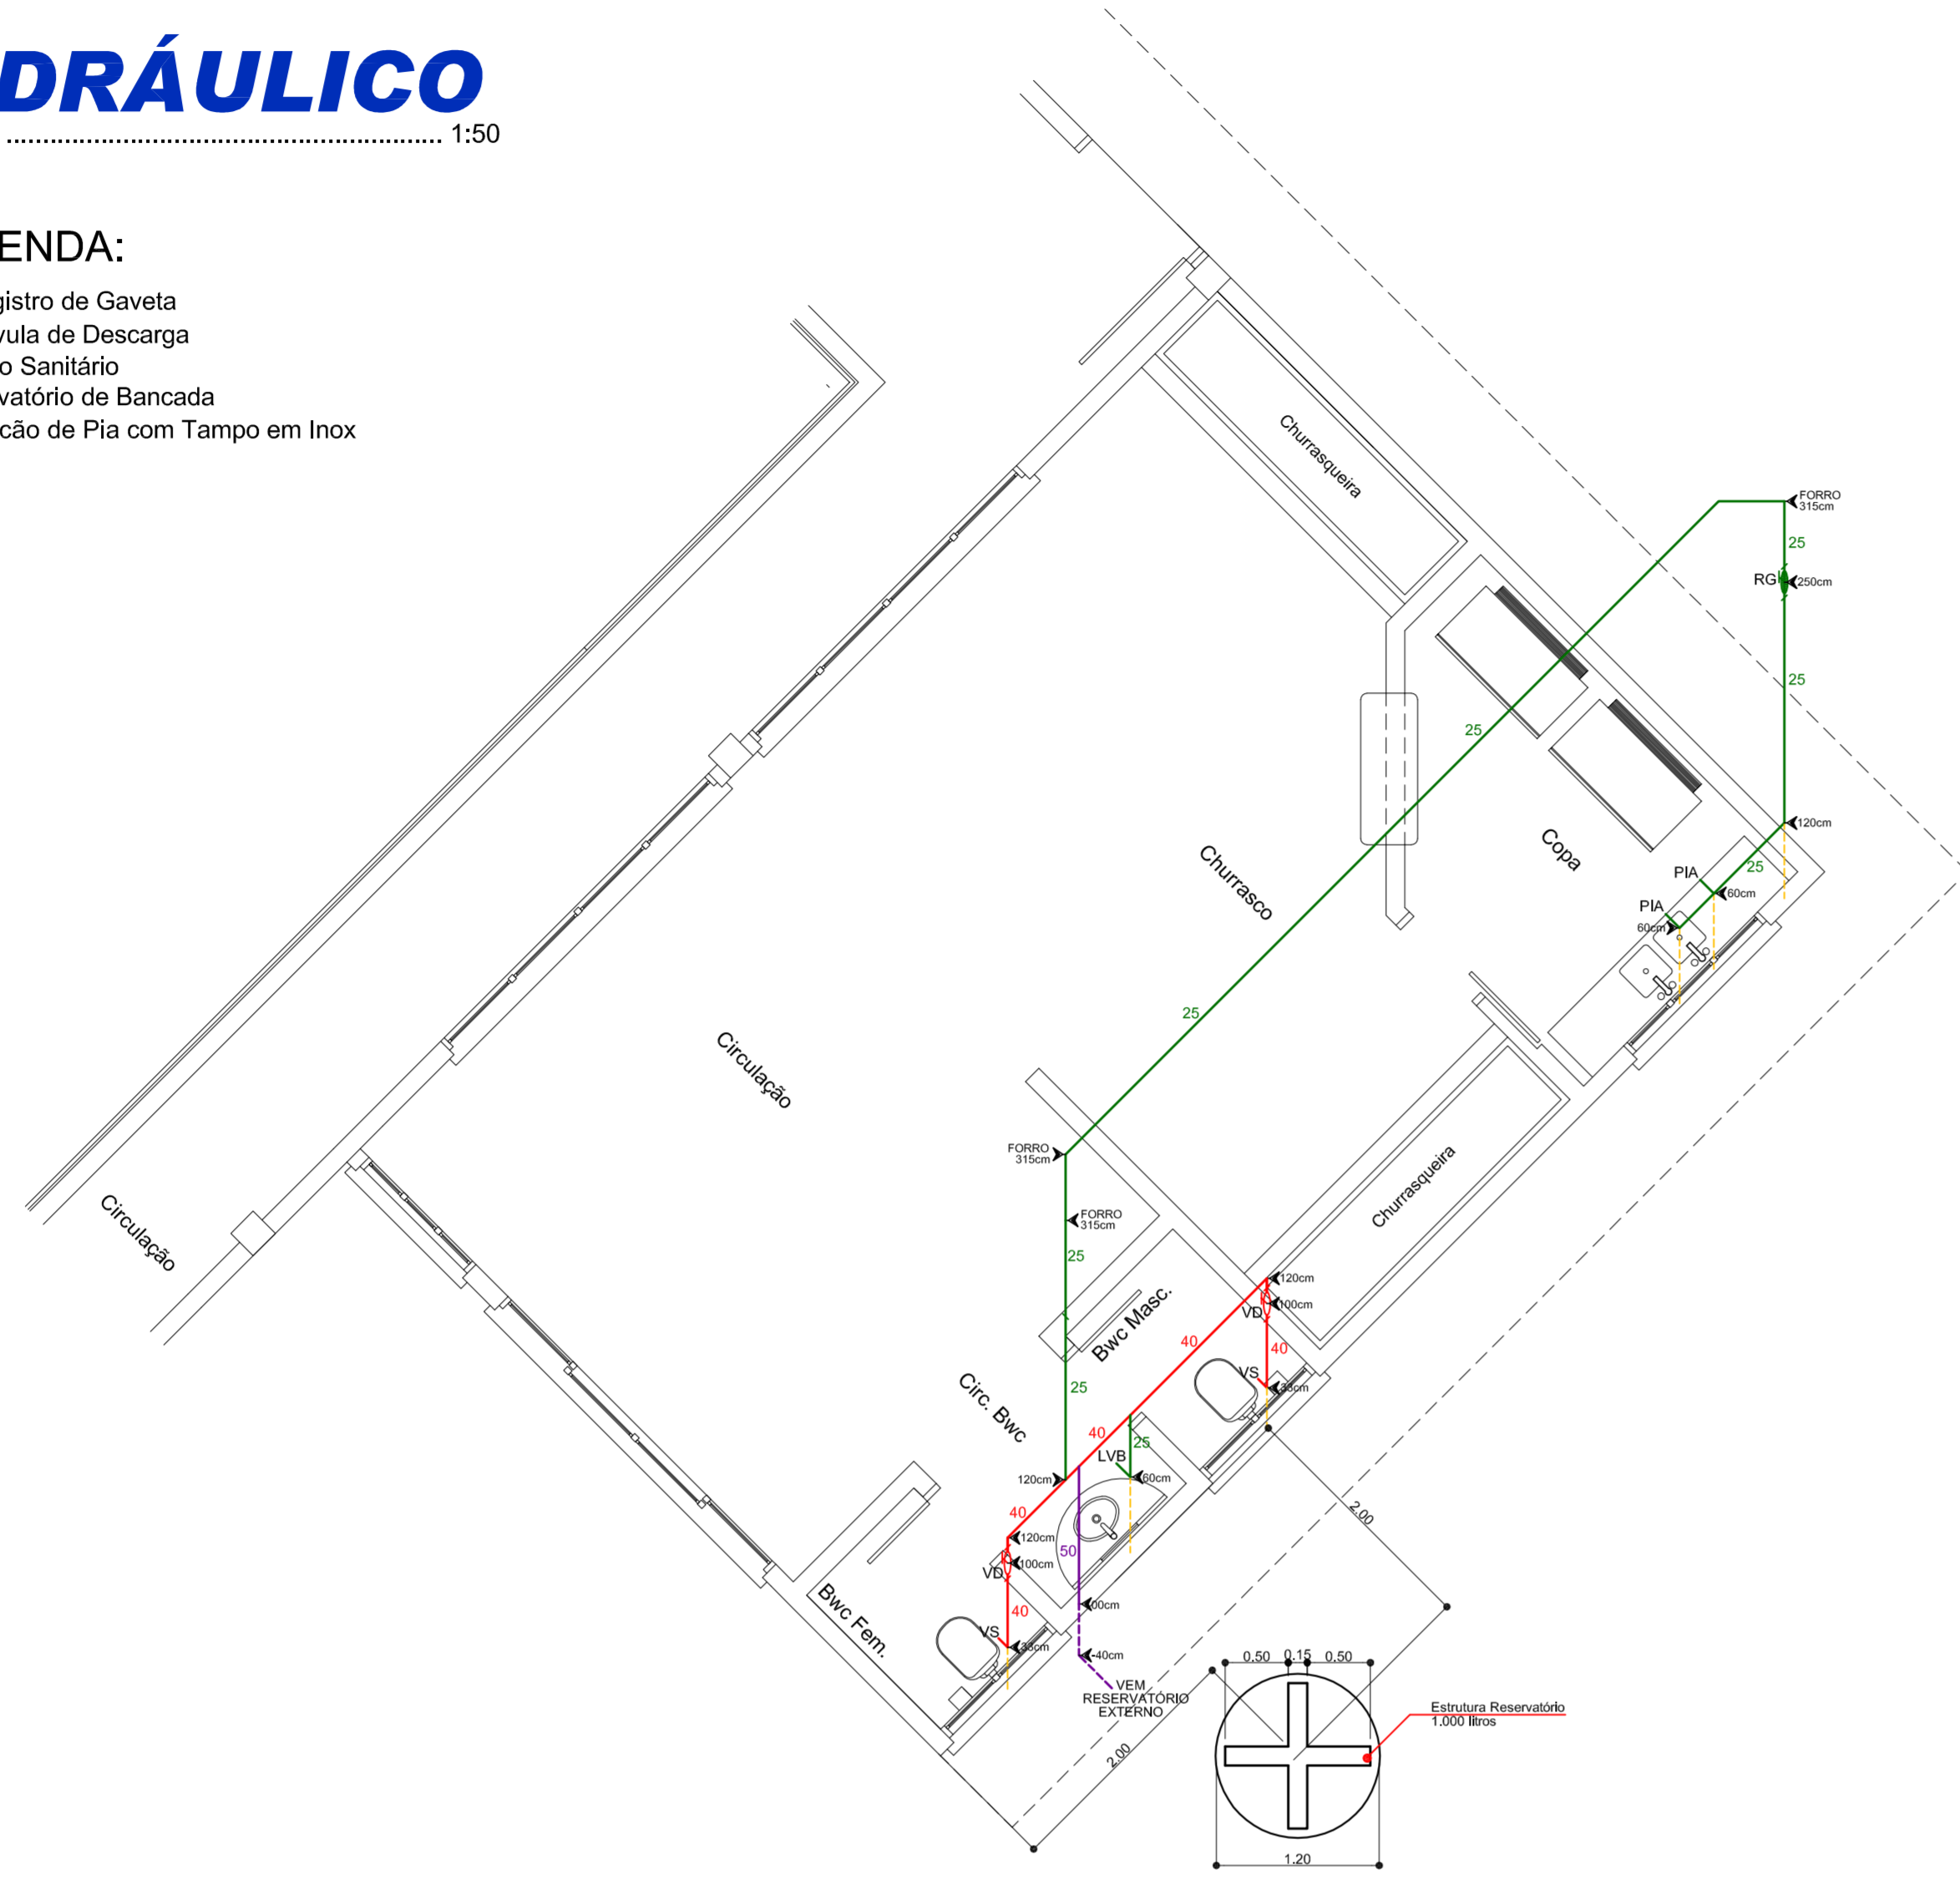 DRÁULICO
1:50
ENDA:
gistro de Gaveta
vula de Descarga
o Sanitário
vatório de Bancada
cão de Pia com Tampo em Inox
Churrasqueira
FORRO
315cm
25
RG
250cm
25
25
120cm
Copa
Churrasco
PIA
25
60cm
PIA
60cm
25
Circulação
FORRO
315cm
Churrasqueira
Circulação
FORRO
315cm
25
120cm
100cm
VD
Bwc Masc.
40
40
VS
33cm
25
Circ. Bwc
40
25
LVB
60cm
120cm
40
2.00
120cm
50
100cm
VD
Bwc Fem.
40
00cm
VS
33cm
-40cm
VEM
RESERVATÓRIO
EXTERNO
0.50
0.15
0.50
Estrutura Reservatório
1.000 litros
2.00
1.20